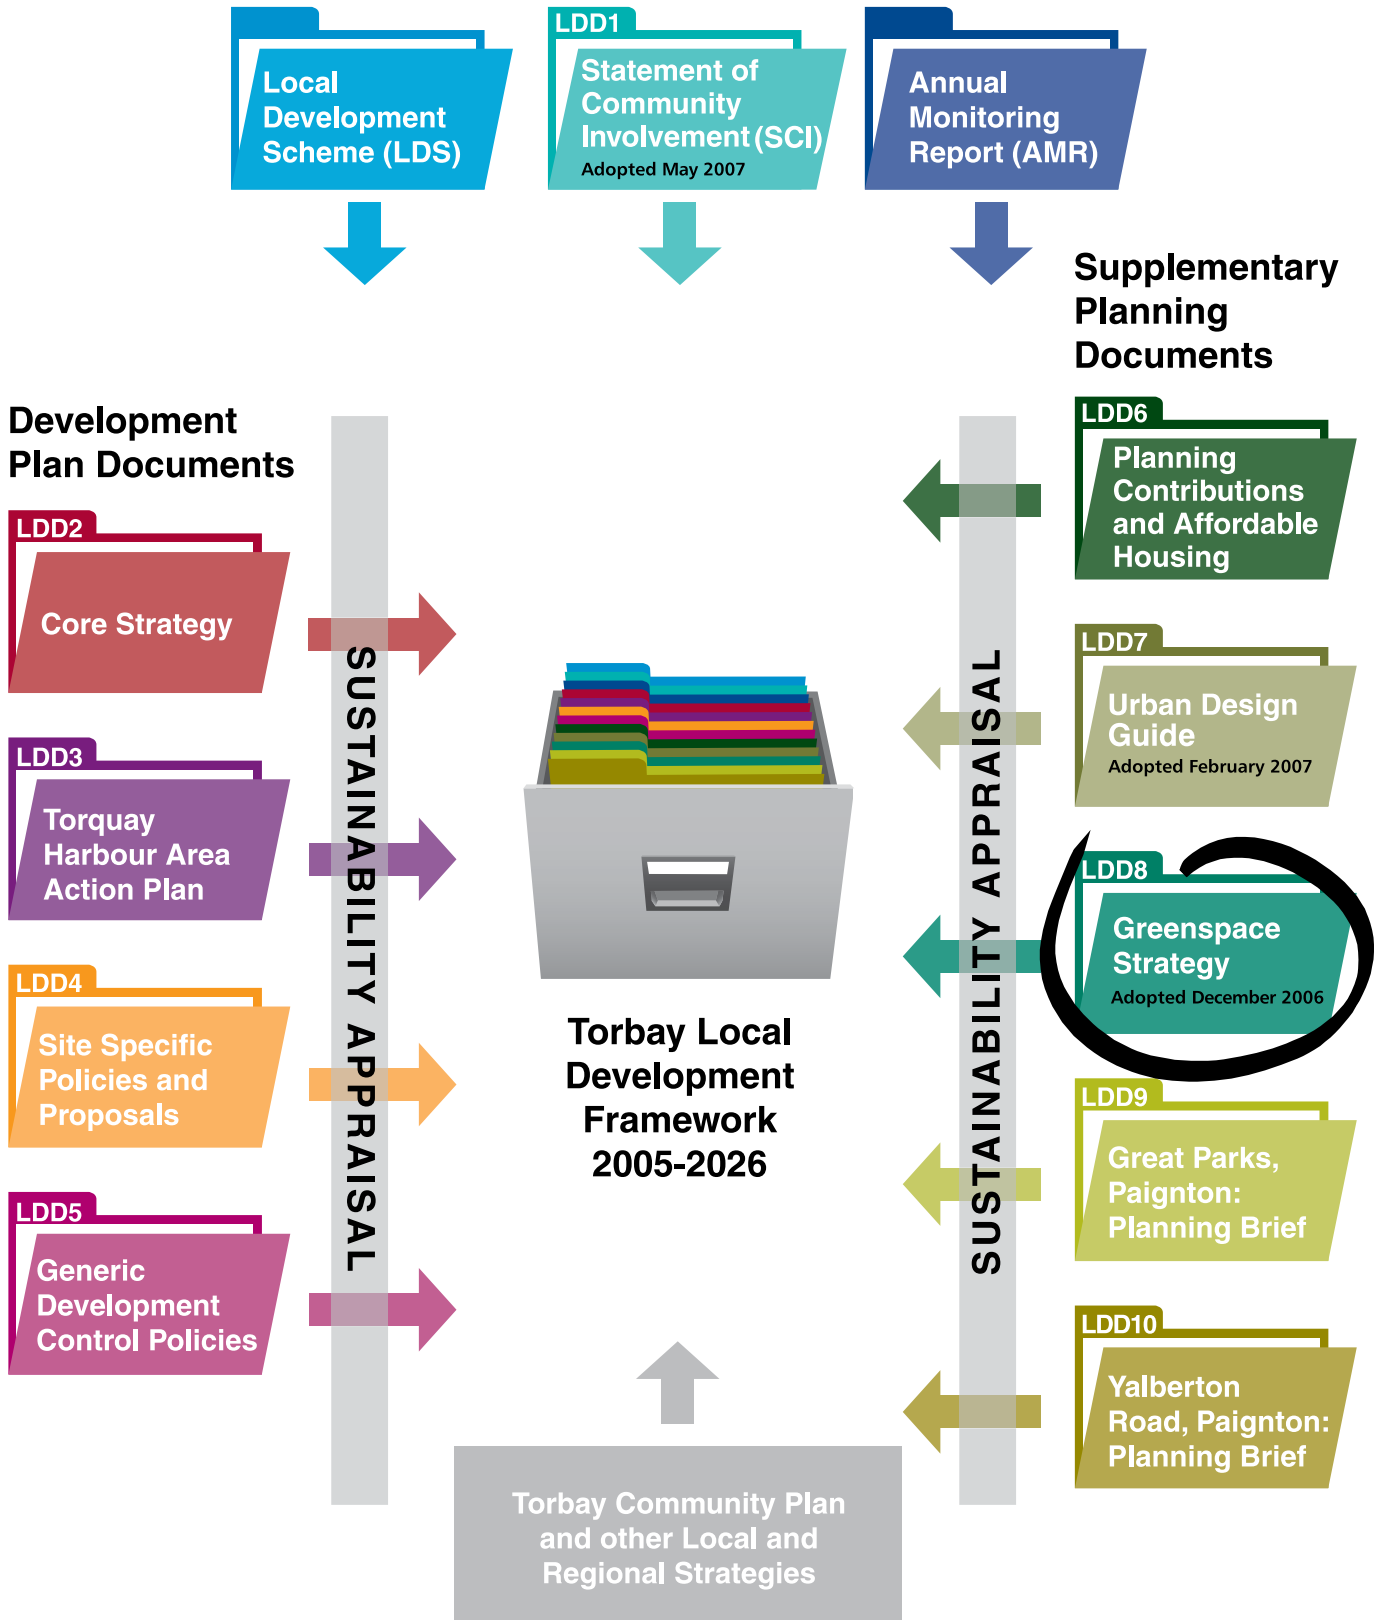 Local
Development
Scheme (LDS)
LDD1
Statement of
Community
Involvement (SCI)
Adopted May 2007
Annual
Monitoring
Report (AMR)
Supplementary
Planning
Documents
Development
Plan Documents
LDD2
Core Strategy
LDD3
Torquay
Harbour Area
Action Plan
LDD4
Site Specific
Policies and
Proposals
LDD5
Generic
Development
Control Policies
SUSTAINABILITY APPRAISAL
Torbay Local
Development
Framework
2005-2026
SUSTAINABILITY APPRAISAL
LDD6
Planning
Contributions
and Affordable
Housing
LDD7
Urban Design
Guide
Adopted February 2007
LDD8
Greenspace
Strategy
Adopted December 2006
LDD9
Great Parks,
Paignton:
Planning Brief
LDD10
Yalberton
Road, Paignton:
Planning Brief
Torbay Community Plan
and other Local and
Regional Strategies